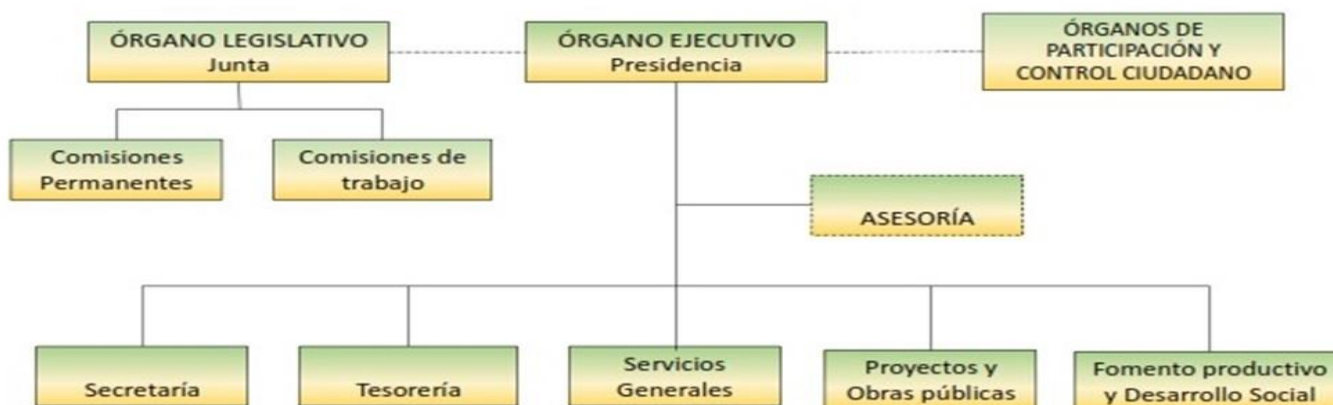 ÓRGANO LEGISLATIVO
Junta
ÓRGANO EJECUTIVO
Presidencia
ÓRGANOS DE
PARTICIPACIÓN Y
CONTROL CIUDADANO
Comisiones
Permanentes
Comisiones de
trabajo
ASESORÍA
Secretaría
Tesorería
Servicios
Generales
Proyectos y
Obras públicas
Fomento productivo
y Desarrollo Social